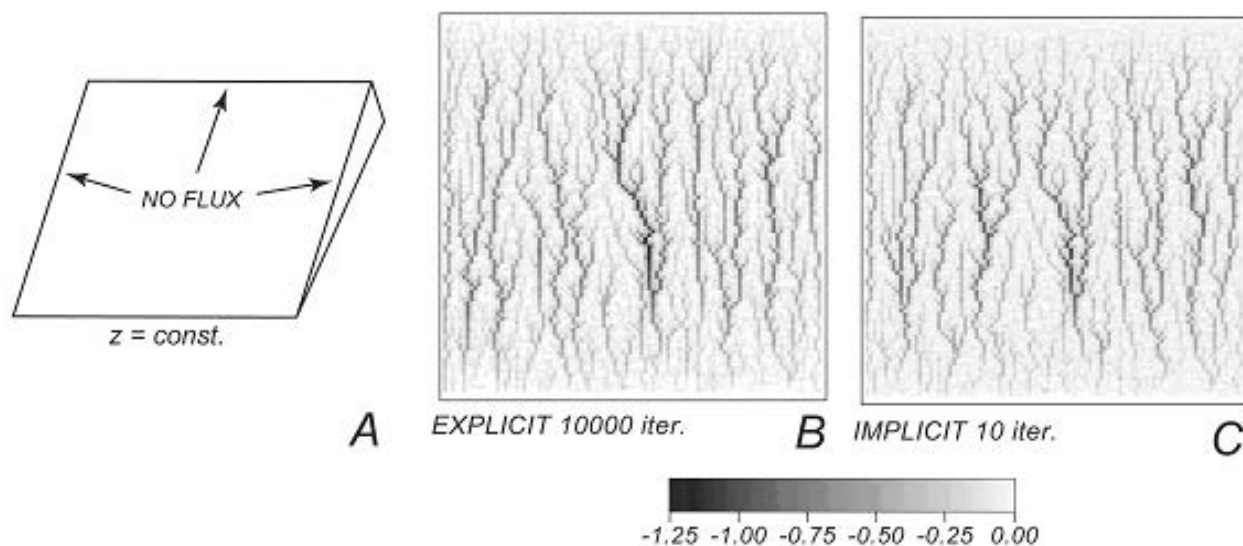 NO FLUX
z = const.
A
EXPLICIT 10000 iter.
B
IMPLICIT 10 iter.
C
-1.25 -1.00 -0.75 -0.50 -0.25 0.00